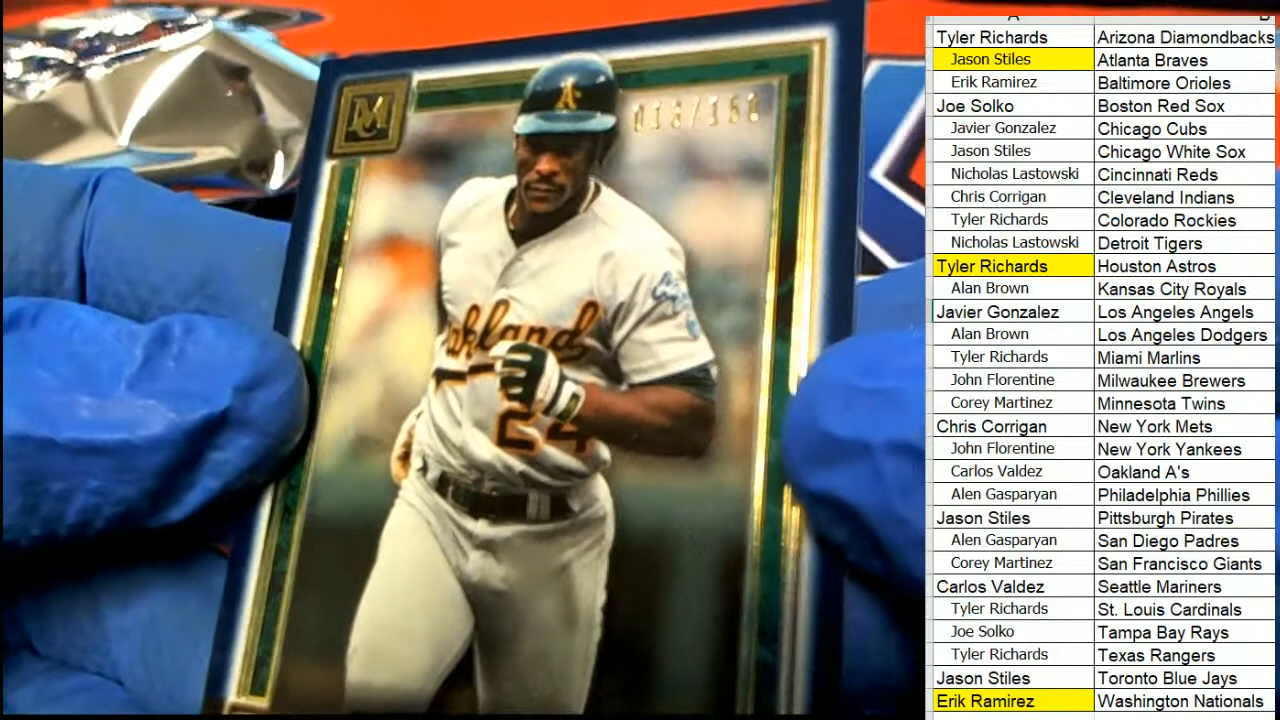 MC
A's
akland
24
Tyler Richards Arizona Diamondbacks
Jason Stiles Atlanta Braves
Erik Ramirez Baltimore Orioles
Joe Solko Boston Red Sox
Javier Gonzalez Chicago Cubs
Jason Stiles Chicago White Sox
Nicholas Lastowski Cincinnati Reds
Chris Corrigan Cleveland Indians
Tyler Richards Colorado Rockies
Nicholas Lastowski Detroit Tigers
Tyler Richards Houston Astros
Alan Brown Kansas City Royals
Javier Gonzalez Los Angeles Angels
Alan Brown Los Angeles Dodgers
Tyler Richards Miami Marlins
John Florentine Milwaukee Brewers
Corey Martinez Minnesota Twins
Chris Corrigan New York Mets
John Florentine New York Yankees
Carlos Valdez Oakland A's
Alen Gasparyan Philadelphia Phillies
Jason Stiles Pittsburgh Pirates
Alen Gasparyan San Diego Padres
Corey Martinez San Francisco Giants
Carlos Valdez Seattle Mariners
Tyler Richards St. Louis Cardinals
Joe Solko Tampa Bay Rays
Tyler Richards Texas Rangers
Jason Stiles Toronto Blue Jays
Erik Ramirez Washington Nationals